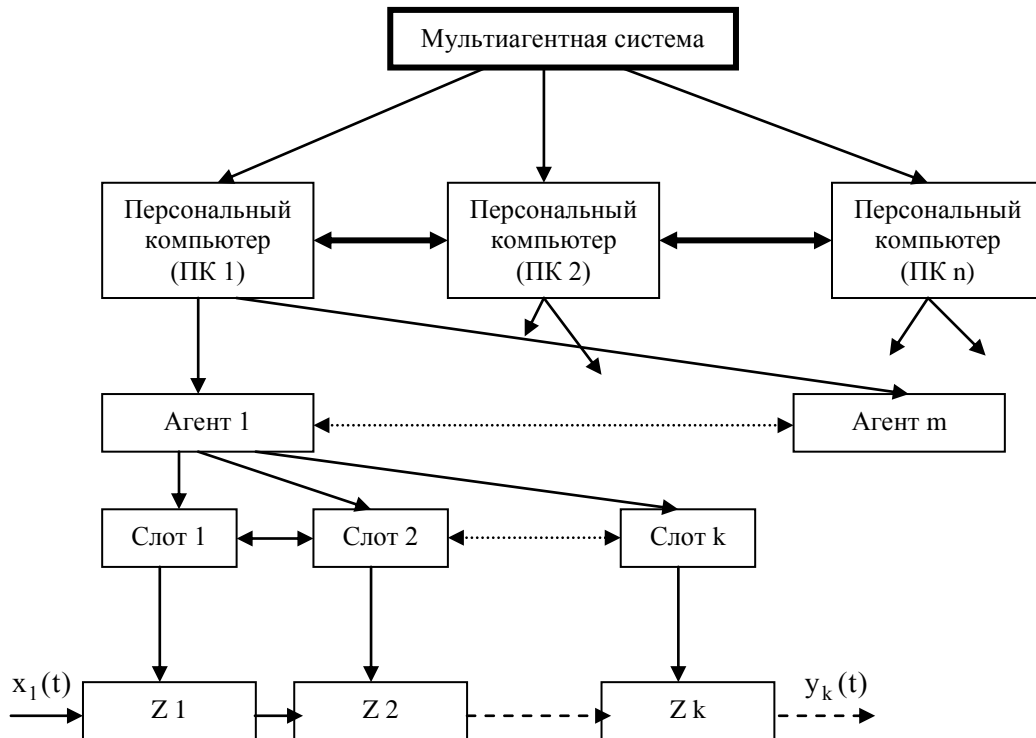 Мультиагентная система
Персональный
компьютер
(ПК 1)
Персональный
компьютер
(ПК 2)
Персональный
компьютер
(ПК n)
Агент 1
Агент m
Слот 1
Слот 2
Слот k
x₁(t)
Z 1
Z 2
Z k
yₖ(t)